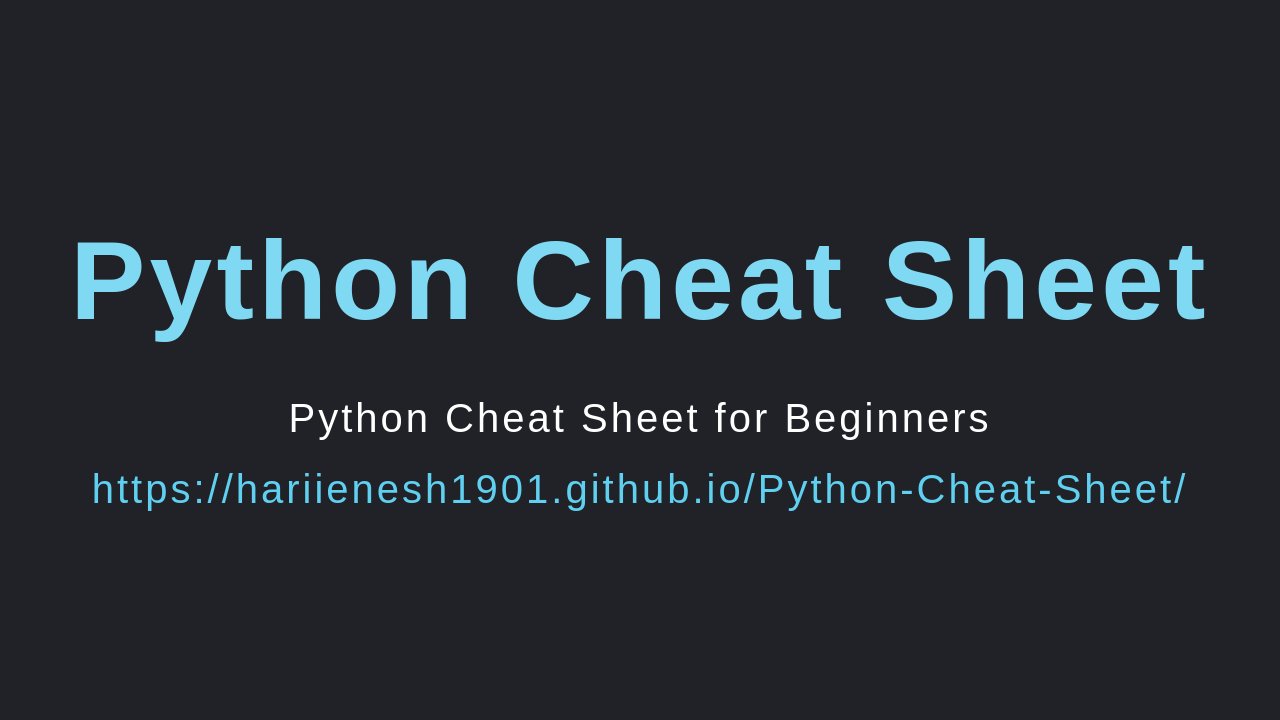 Python Cheat Sheet
Python Cheat Sheet for Beginners
https://hariienesh1901.github.io/Python-Cheat-Sheet/